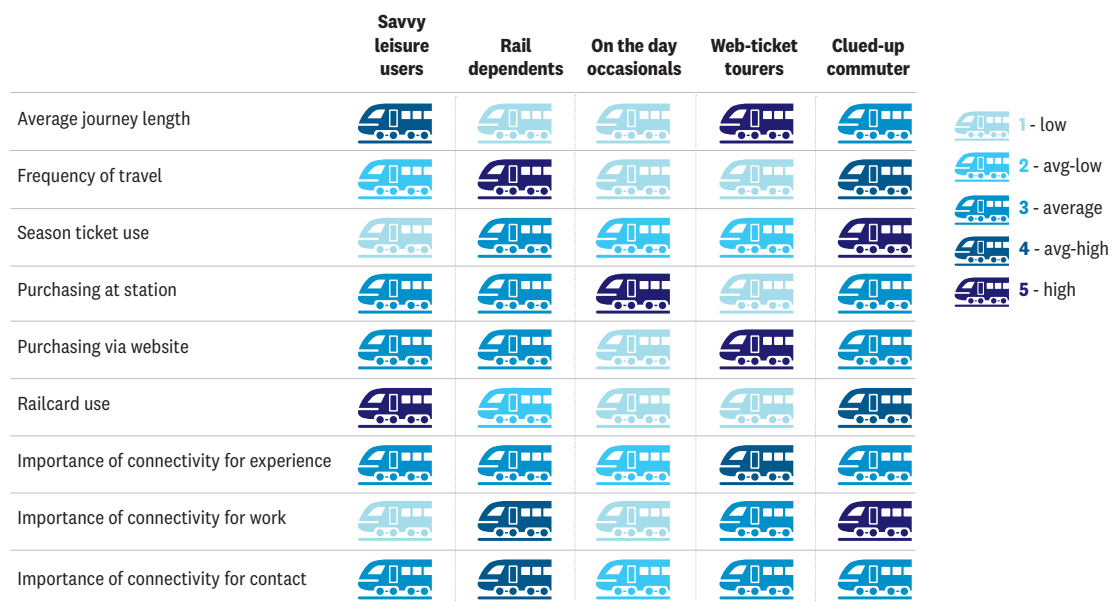 Savvy
leisure
users
Rail
dependents
On the day
occasionals
Web-ticket
tourers
Clued-up
commuter
Average journey length
Frequency of travel
Season ticket use
Purchasing at station
Purchasing via website
Railcard use
Importance of connectivity for experience
Importance of connectivity for work
Importance of connectivity for contact
1 - low
2 - avg-low
3 - average
4 - avg-high
5 - high